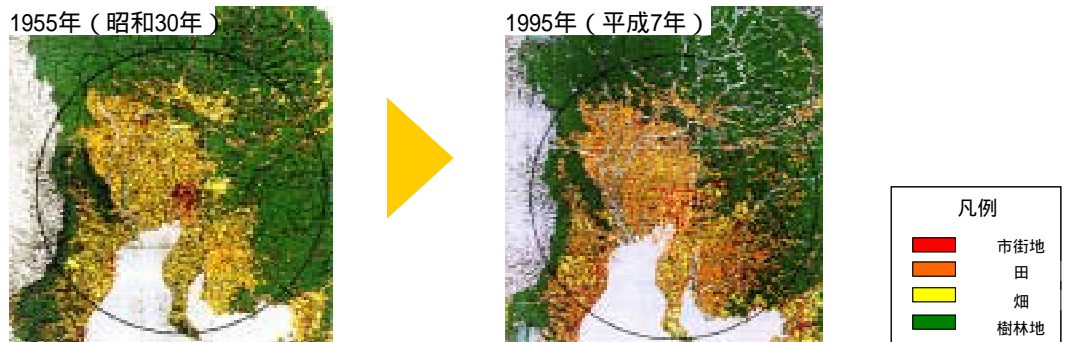 1955年（昭和30年）
1995年（平成7年）
凡例
市街地
田
畑
樹林地